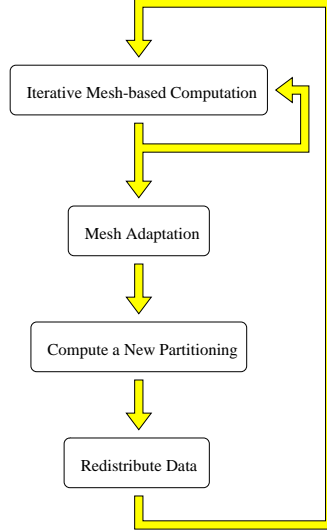 Iterative Mesh-based Computation
Mesh Adaptation
Compute a New Partitioning
Redistribute Data